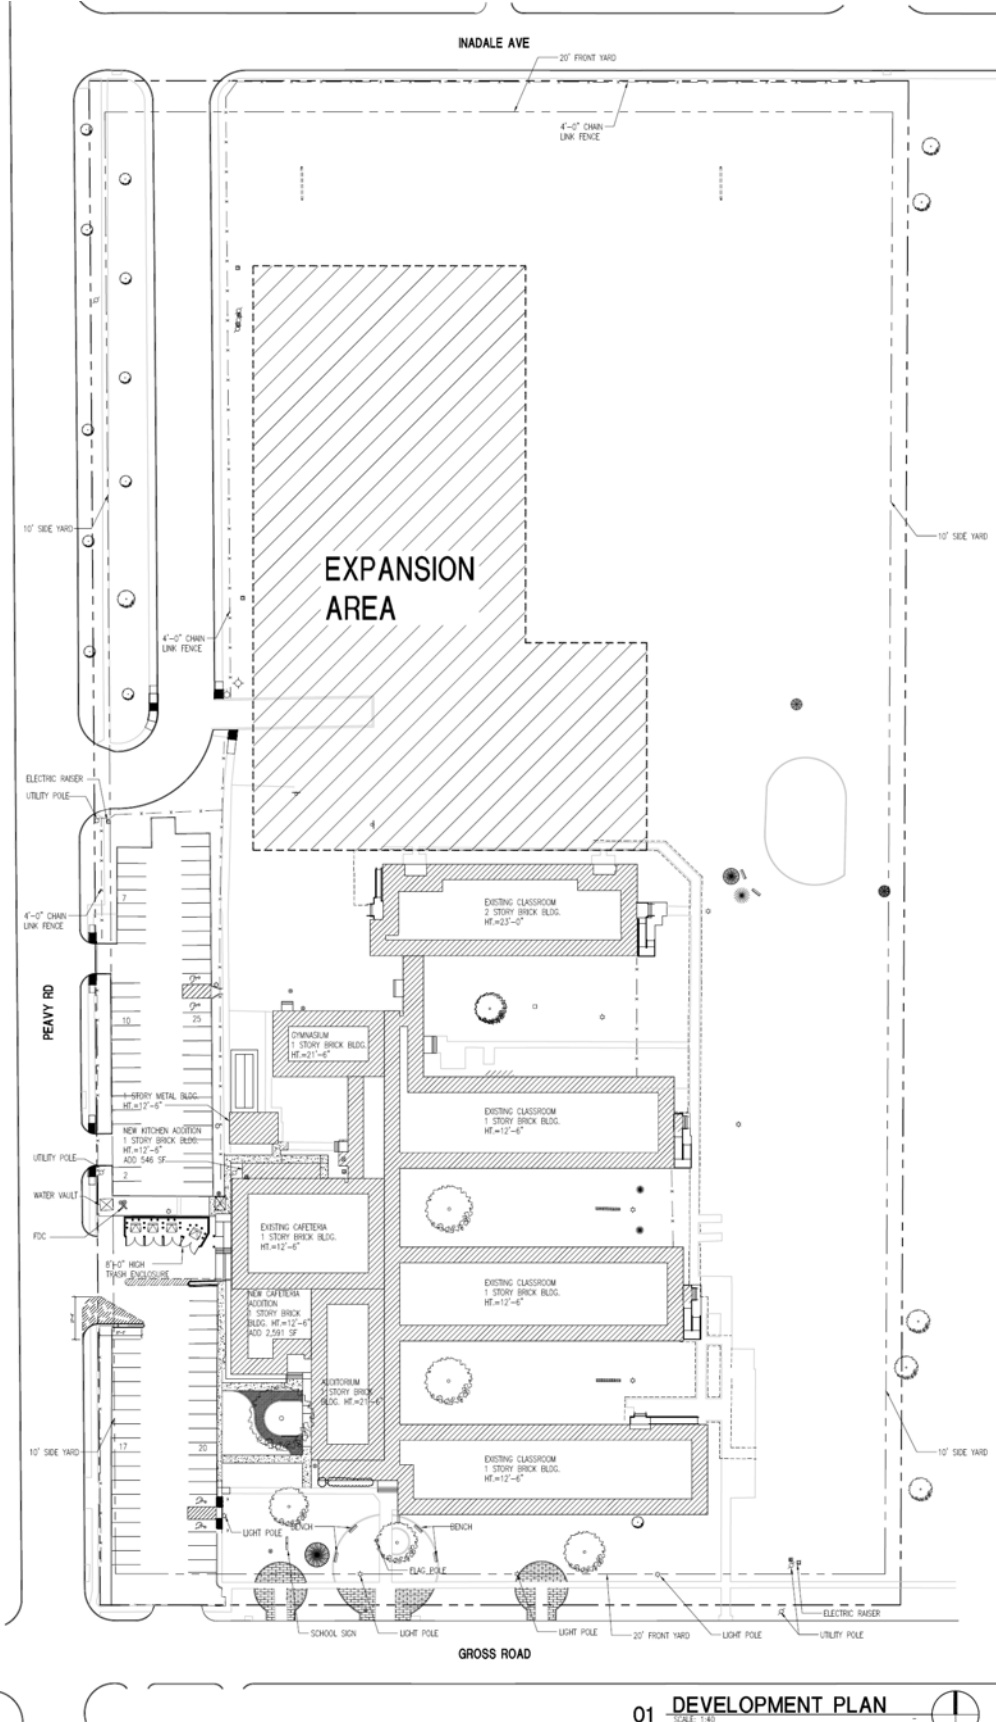 INADALE AVE
20' FRONT YARD
4'-0" CHAIN
LINK FENCE
10' SIDE YARD
10' SIDE YARD
EXPANSION
AREA
4'-0" CHAIN
LINK FENCE
ELECTRIC RAISER
UTILITY POLE
7
4'-0" CHAIN
LINK FENCE
EXISTING CLASSROOM
2 STORY BRICK BLDG.
HT.=23'-0"
PEAVY RD
10
25
GYMNASIUM
1 STORY BRICK BLDG.
HT.=21'-6"
1 STORY METAL BLDG.
HT.=12'-6"
NEW KITCHEN ADDITION
1 STORY BRICK BLDG.
HT.=12'-6"
ADD 546 SF
EXISTING CLASSROOM
1 STORY BRICK BLDG.
HT.=12'-6"
UTILITY POLE
2
WATER VAULT
FDC
EXISTING CAFETERIA
1 STORY BRICK BLDG.
HT.=12'-6"
8'-0" HIGH
TRASH ENCLOSURE
NEW CAFETERIA
ADDITION
1 STORY BRICK
BLDG. HT.=12'-6"
ADD 2,591 SF
EXISTING CLASSROOM
1 STORY BRICK BLDG.
HT.=12'-6"
AUDITORIUM
1 STORY BRICK
BLDG. HT.=21'-6"
10' SIDE YARD
17
20
EXISTING CLASSROOM
1 STORY BRICK BLDG.
HT.=12'-6"
10' SIDE YARD
LIGHT POLE
BENCH
BENCH
FLAG POLE
SCHOOL SIGN
LIGHT POLE
LIGHT POLE
20' FRONT YARD
LIGHT POLE
ELECTRIC RAISER
UTILITY POLE
GROSS ROAD
01 DEVELOPMENT PLAN
SCALE: 1:40